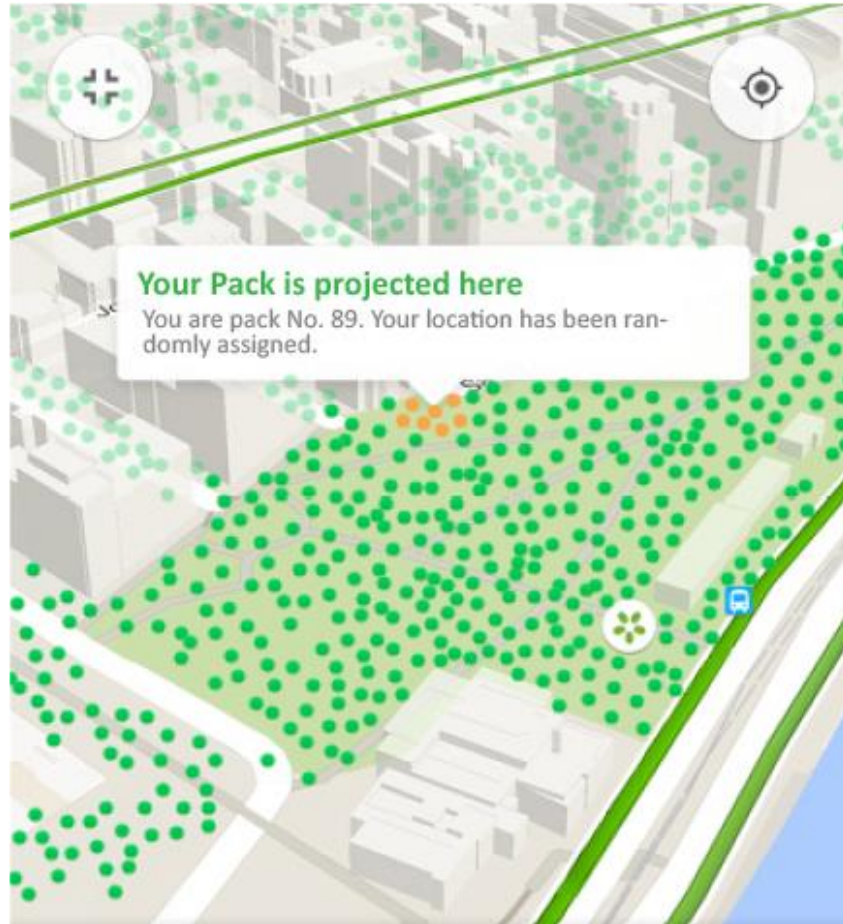 Your Pack is projected here
You are pack No. 89. Your location has been ran-
domly assigned.